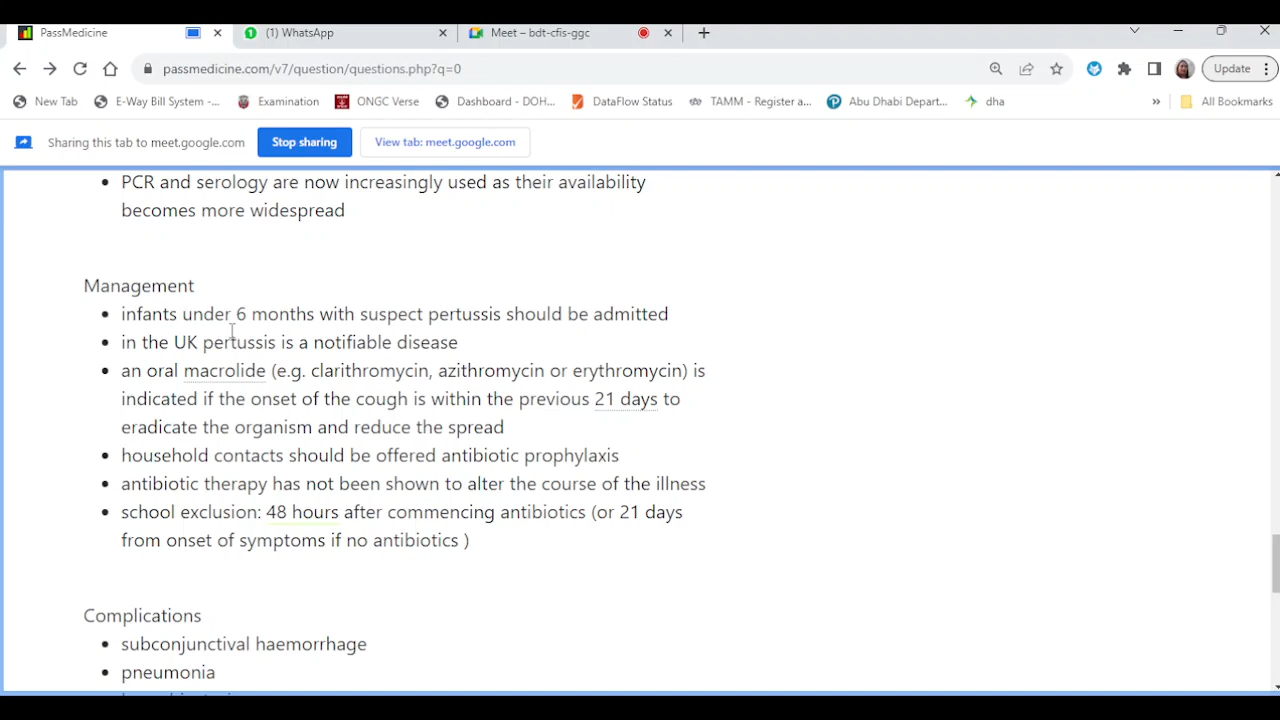 PassMedicine
(1) WhatsApp
Meet – bdt-cfis-ggc
passmedicine.com/v7/question/questions.php?q=0
Update
New Tab
E-Way Bill System -...
Examination
ONGC Verse
Dashboard - DOH...
DataFlow Status
TAMM - Register a...
Abu Dhabi Depart...
dha
»
All Bookmarks
Sharing this tab to meet.google.com
Stop sharing
View tab: meet.google.com
• PCR and serology are now increasingly used as their availability
becomes more widespread
Management
• infants under 6 months with suspect pertussis should be admitted
• in the UK pertussis is a notifiable disease
• an oral macrolide (e.g. clarithromycin, azithromycin or erythromycin) is
indicated if the onset of the cough is within the previous 21 days to
eradicate the organism and reduce the spread
• household contacts should be offered antibiotic prophylaxis
• antibiotic therapy has not been shown to alter the course of the illness
• school exclusion: 48 hours after commencing antibiotics (or 21 days
from onset of symptoms if no antibiotics )
Complications
• subconjunctival haemorrhage
• pneumonia